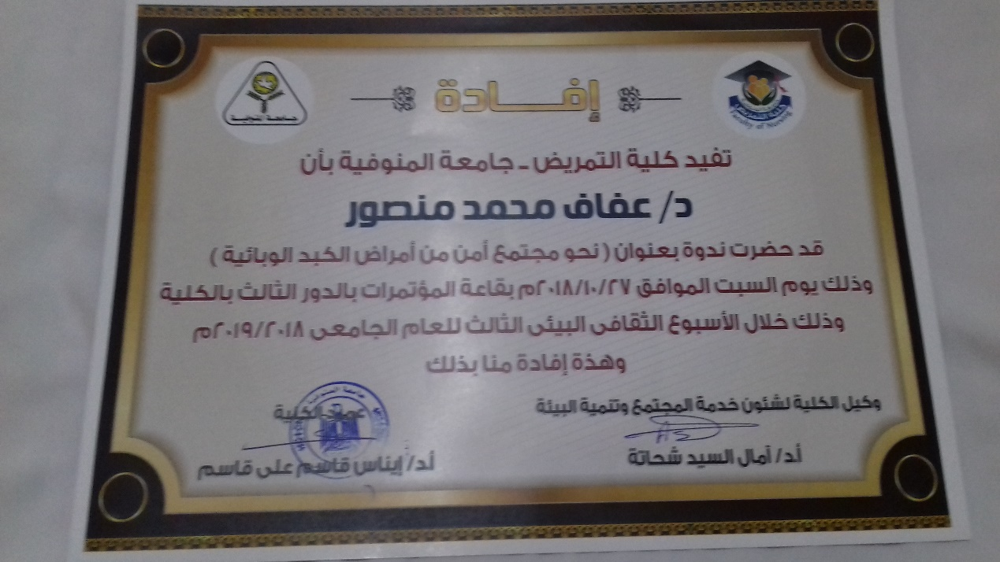 إفادة
جامعة المنوفية
كلية التمريض
Faculty of Nursing
تفيد كلية التمريض - جامعة المنوفية بأن
د/ عفاف محمد منصور
قد حضرت ندوة بعنوان ( نحو مجتمع أمن من أمراض الكبد الوبائية )
وذلك يوم السبت الموافق ٢٠١٨/١٠/٢٧م بقاعة المؤتمرات بالدور الثالث بالكلية
وذلك خلال الأسبوع الثقافى البيئى الثالث للعام الجامعى ٢٠١٩/٢٠١٨م
وهذة إفادة منا بذلك
وكيل الكلية لشئون خدمة المجتمع وتنمية البيئة
أ.د/ أمال السيد شحاتة
عميد الكلية
أ.د/ إيناس قاسم على قاسم